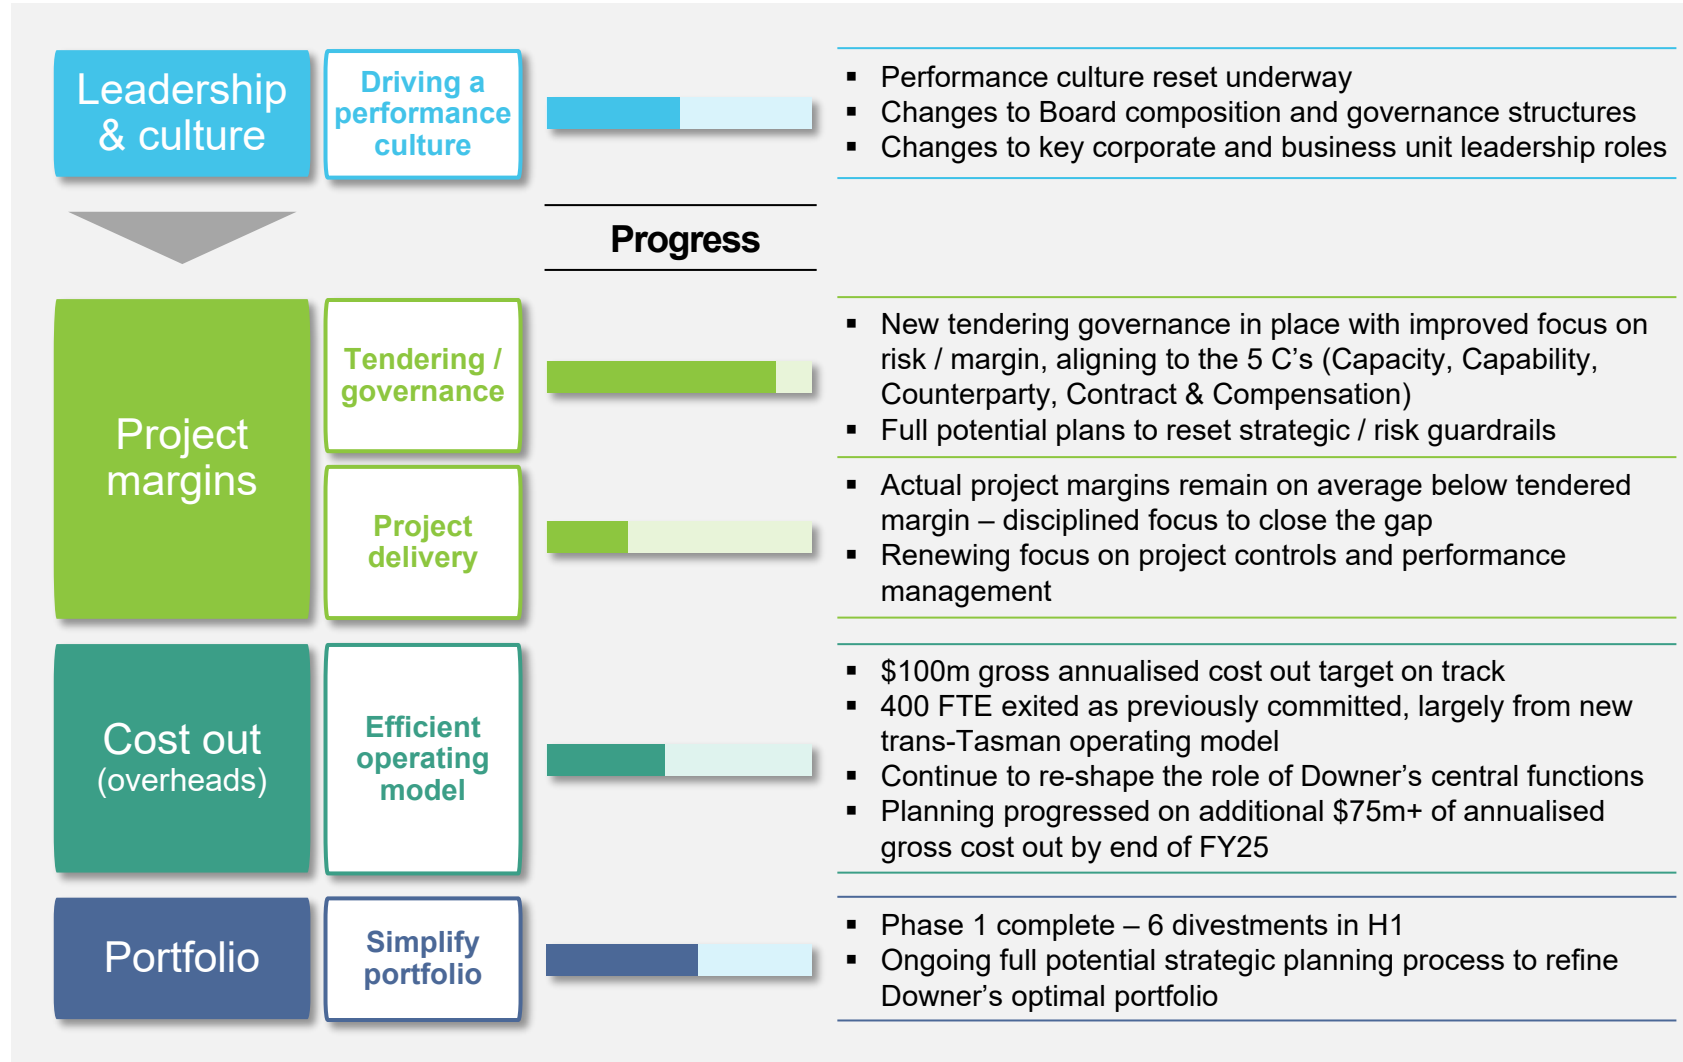 Leadership
& culture
Driving a
performance
culture
▪ Performance culture reset underway
▪ Changes to Board composition and governance structures
▪ Changes to key corporate and business unit leadership roles
Progress
Project
margins
Tendering /
governance
▪ New tendering governance in place with improved focus on
risk / margin, aligning to the 5 C’s (Capacity, Capability,
Counterparty, Contract & Compensation)
▪ Full potential plans to reset strategic / risk guardrails
Project
delivery
▪ Actual project margins remain on average below tendered
margin – disciplined focus to close the gap
▪ Renewing focus on project controls and performance
management
Cost out
(overheads)
Efficient
operating
model
▪ $100m gross annualised cost out target on track
▪ 400 FTE exited as previously committed, largely from new
trans-Tasman operating model
▪ Continue to re-shape the role of Downer’s central functions
▪ Planning progressed on additional $75m+ of annualised
gross cost out by end of FY25
Portfolio
Simplify
portfolio
▪ Phase 1 complete – 6 divestments in H1
▪ Ongoing full potential strategic planning process to refine
Downer’s optimal portfolio